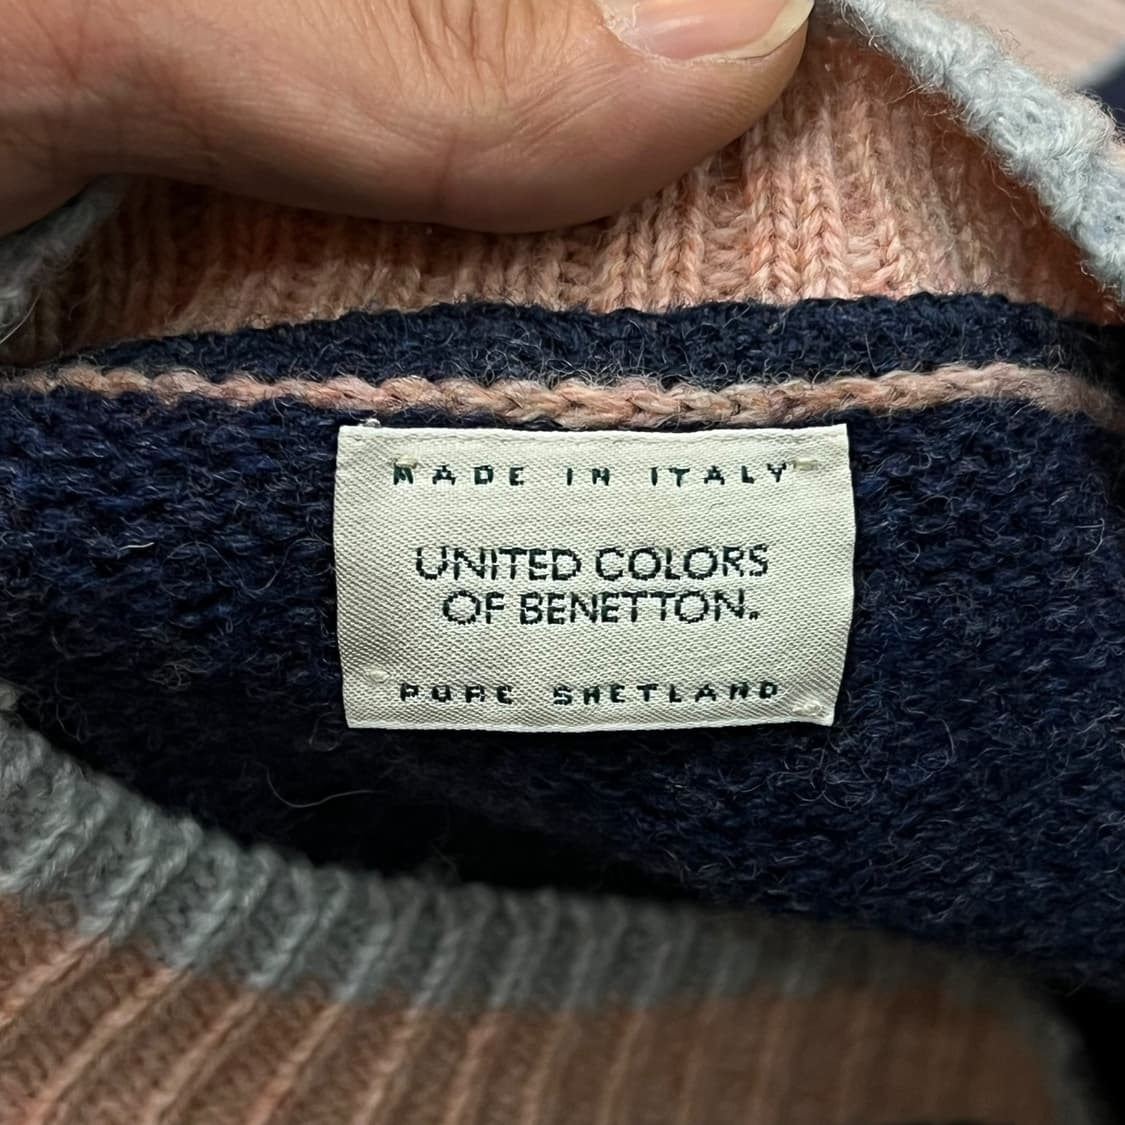 MADE IN ITALY
UNITED COLORS
OF BENETTON.
PURE SHETLAND